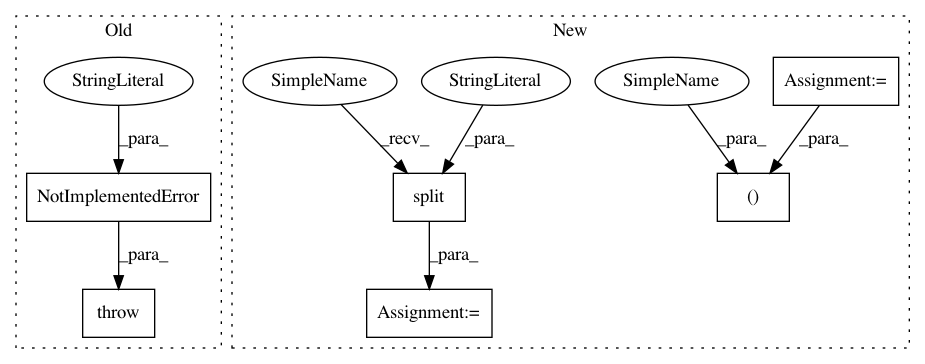 Old
New
StringLiteral
SimpleName
StringLiteral
SimpleName
Assignment:=
_para_
_recv_
_para_
_para_
_para_
NotImplementedError
split
()
_para_
_para_
throw
Assignment:=